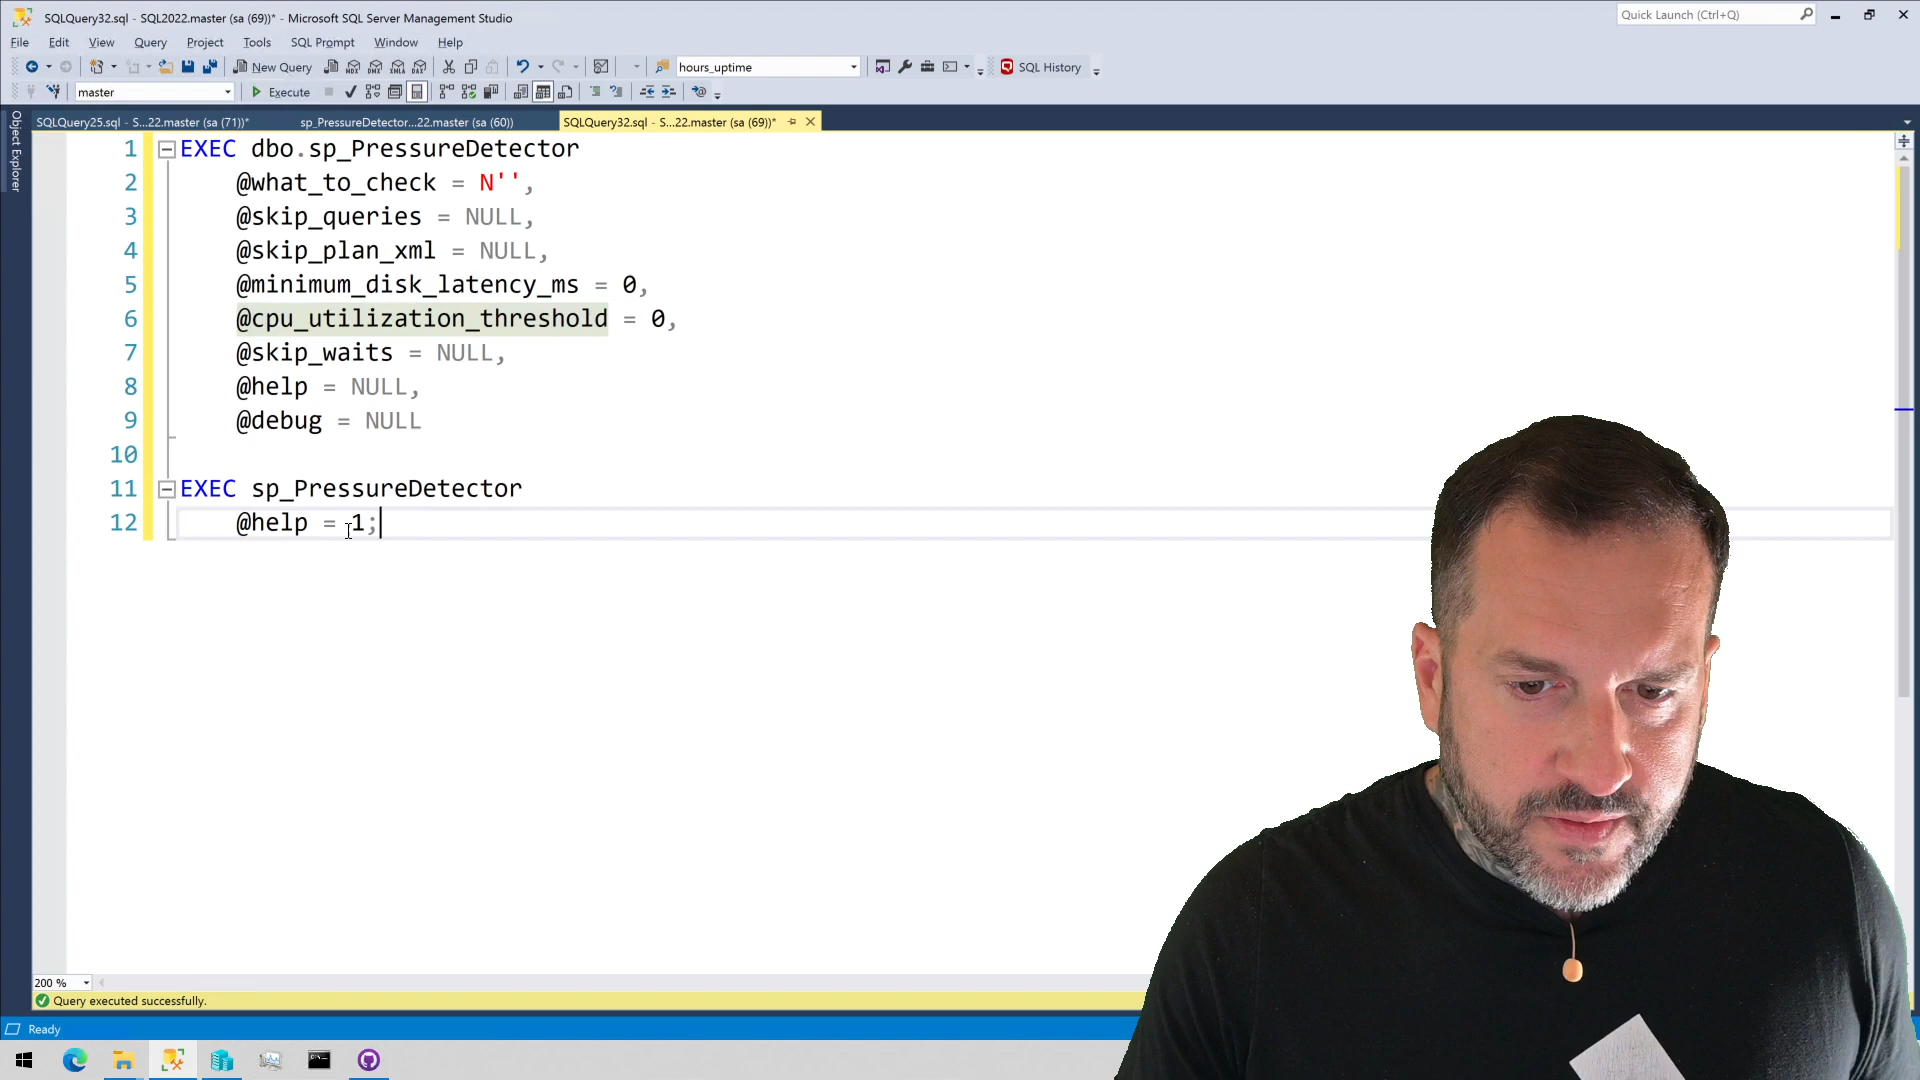 SQLQuery32.sql - SQL2022.master (sa (69))* - Microsoft SQL Server Management Studio
Quick Launch (Ctrl+Q)
File Edit View Query Project Tools SQL Prompt Window Help
New Query
hours_uptime
SQL History
master
Execute
SQLQuery25.sql - S...22.master (sa (71))*
sp_PressureDetector...22.master (sa (60))
SQLQuery32.sql - S...22.master (sa (69))*
Object Explorer
1 EXEC dbo.sp_PressureDetector
2 @what_to_check = N'',
3 @skip_queries = NULL,
4 @skip_plan_xml = NULL,
5 @minimum_disk_latency_ms = 0,
6 @cpu_utilization_threshold = 0,
7 @skip_waits = NULL,
8 @help = NULL,
9 @debug = NULL
10
11 EXEC sp_PressureDetector
12 @help = 1;
200 %
Query executed successfully.
Ready